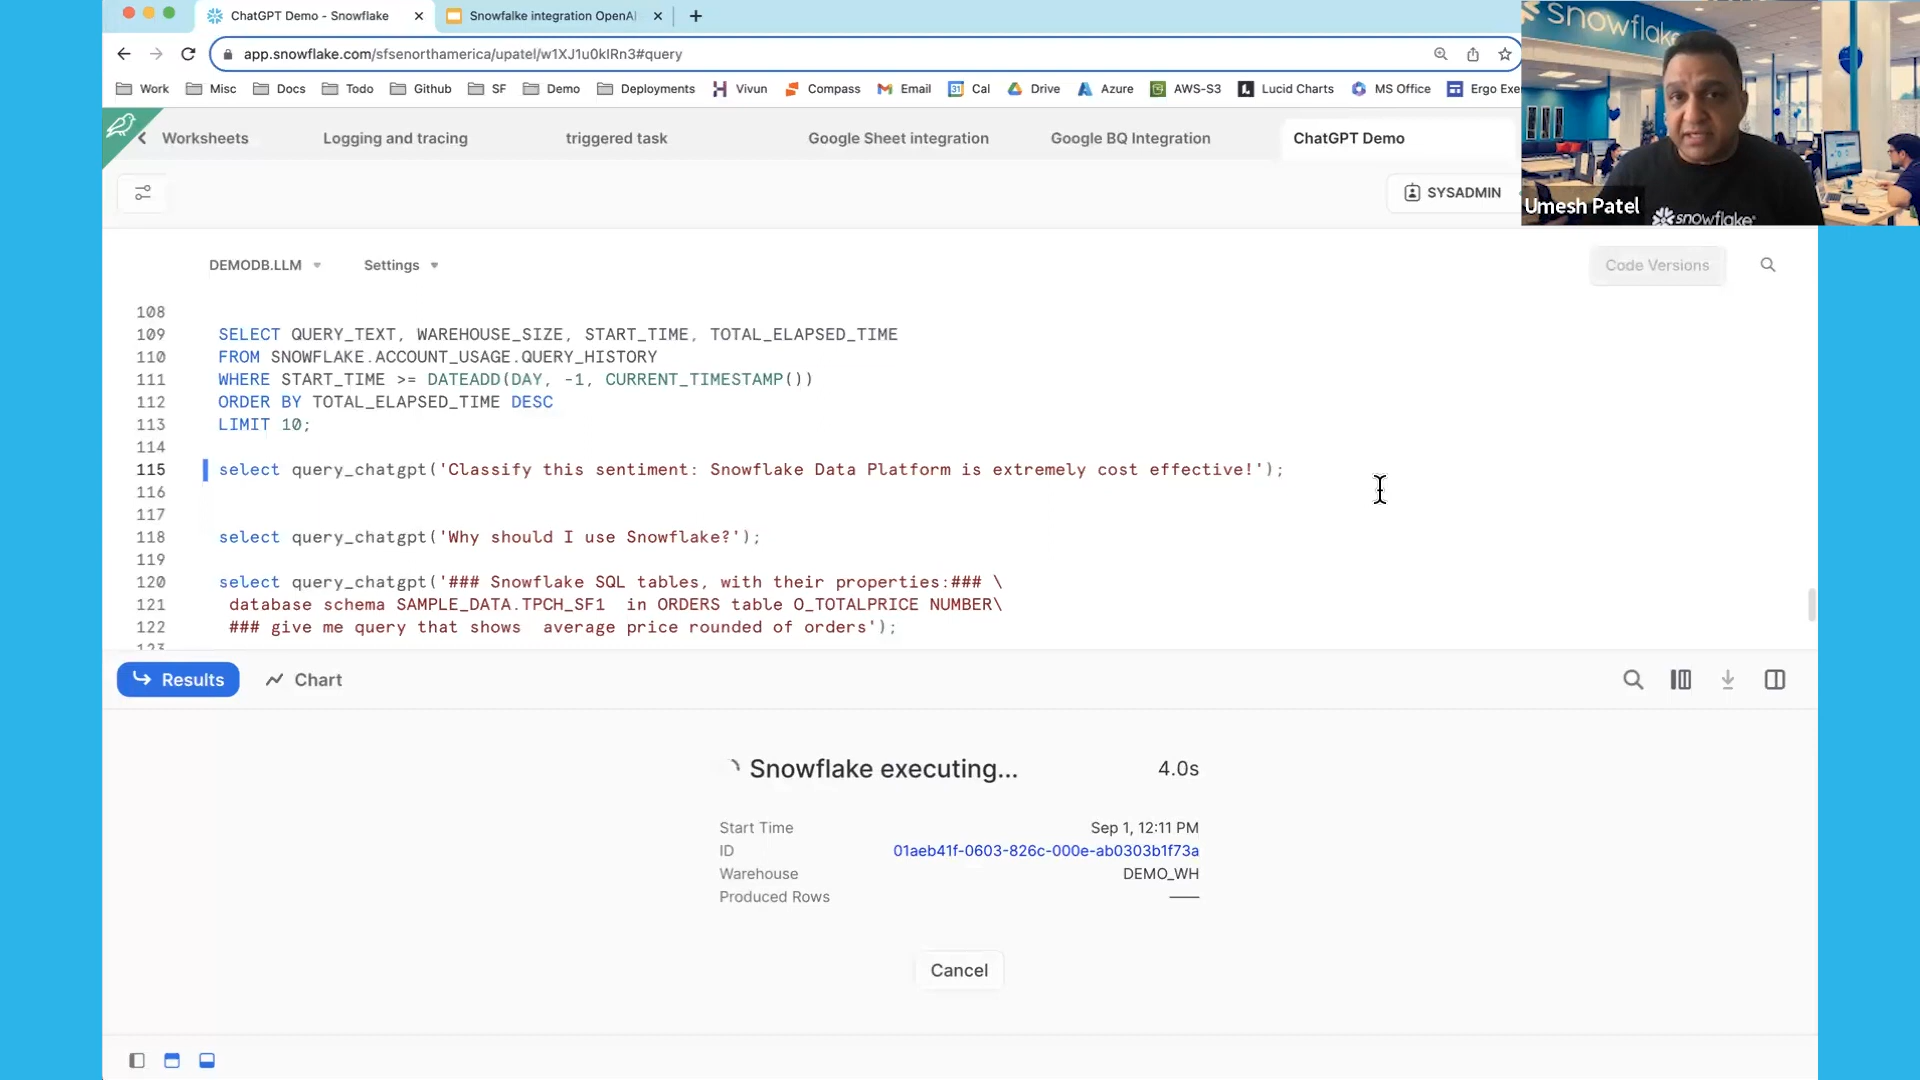 ChatGPT Demo - Snowflake
Snowfalke integration OpenAI
app.snowflake.com/sfsenorthamerica/upatel/w1XJ1u0kIRn3#query
Work
Misc
Docs
Todo
Github
SF
Demo
Deployments
Vivun
Compass
Email
Cal
Drive
Azure
AWS-S3
Lucid Charts
MS Office
Ergo Exe
snowflake
Umesh Patel
snowflake
Worksheets
Logging and tracing
triggered task
Google Sheet integration
Google BQ Integration
ChatGPT Demo
SYSADMIN
DEMODB.LLM
Settings
Code Versions
108
109 SELECT QUERY_TEXT, WAREHOUSE_SIZE, START_TIME, TOTAL_ELAPSED_TIME
110 FROM SNOWFLAKE.ACCOUNT_USAGE.QUERY_HISTORY
111 WHERE START_TIME >= DATEADD(DAY, -1, CURRENT_TIMESTAMP())
112 ORDER BY TOTAL_ELAPSED_TIME DESC
113 LIMIT 10;
114
115 select query_chatgpt('Classify this sentiment: Snowflake Data Platform is extremely cost effective!');
116
117
118 select query_chatgpt('Why should I use Snowflake?');
119
120 select query_chatgpt('### Snowflake SQL tables, with their properties:### \
121 database schema SAMPLE_DATA.TPCH_SF1 in ORDERS table O_TOTALPRICE NUMBER\
122 ### give me query that shows average price rounded of orders');
123
Results
Chart
Snowflake executing... 4.0s
Start Time Sep 1, 12:11 PM
ID 01aeb41f-0603-826c-000e-ab0303b1f73a
Warehouse DEMO_WH
Produced Rows
Cancel